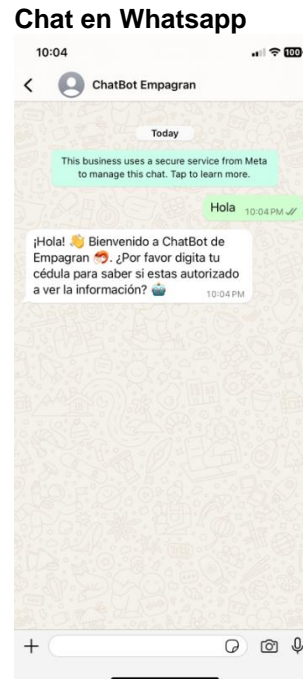 Chat en Whatsapp
10:04
100
ChatBot Empagran
Today
This business uses a secure service from Meta
to manage this chat. Tap to learn more.
Hola 10:04 PM
¡Hola! 👋 Bienvenido a ChatBot de
Empagran 🦐. ¿Por favor digita tu
cédula para saber si estas autorizado
a ver la información? 🤖
10:04 PM